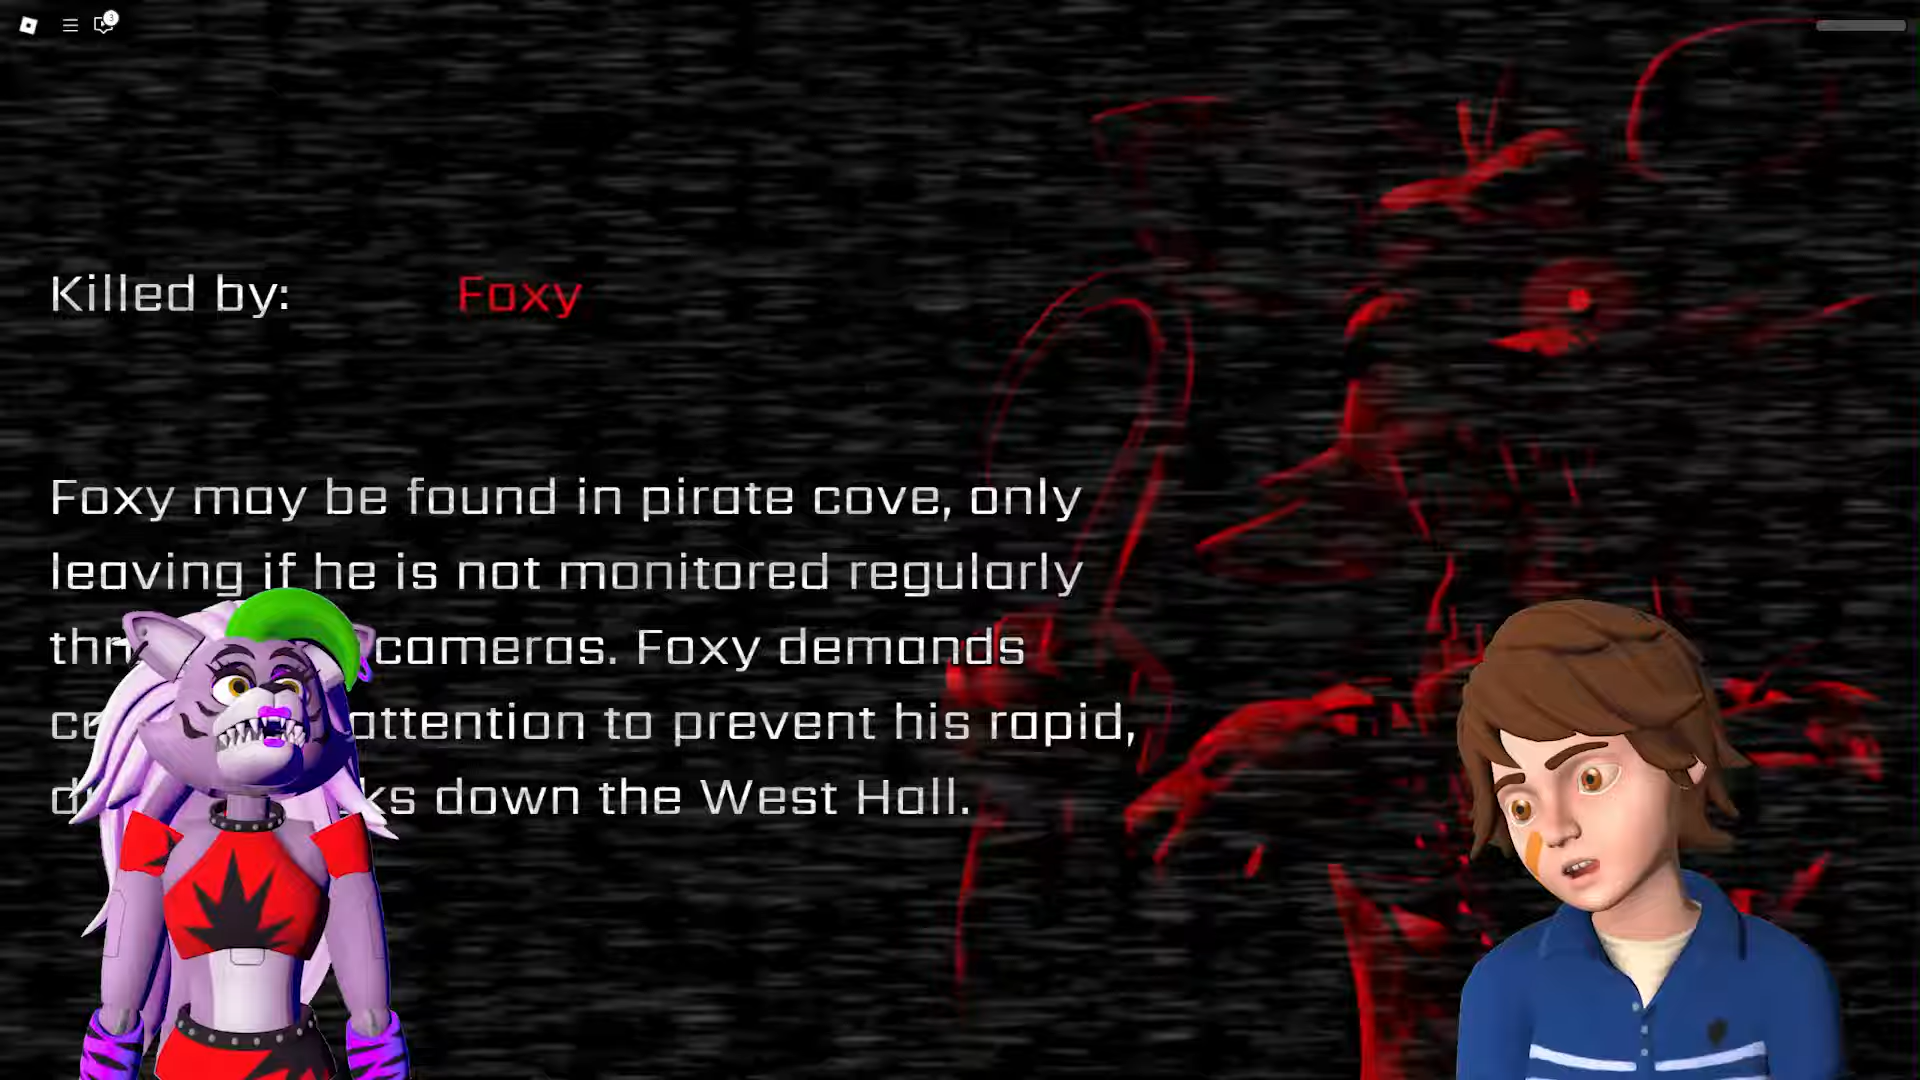 3
Killed by: Foxy
Foxy may be found in pirate cove, only
leaving if he is not monitored regularly
cameras. Foxy demands
attention to prevent his rapid,
down the West Hall.